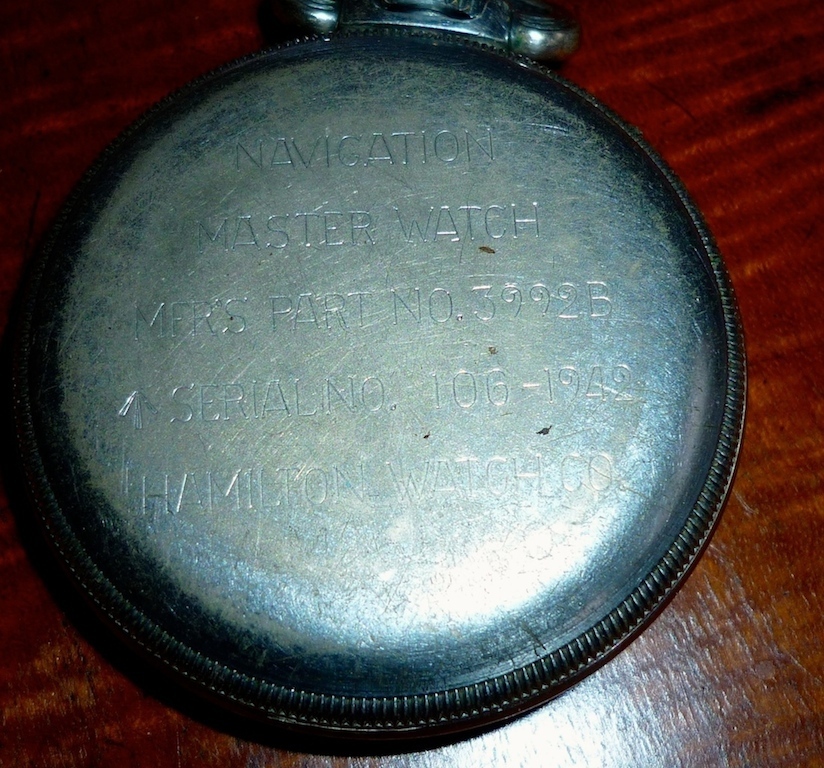 NAVIGATION
MASTER WATCH
MFR'S PART NO. 3992B
↑ SERIAL NO. 106-1942
HAMILTON WATCH CO.